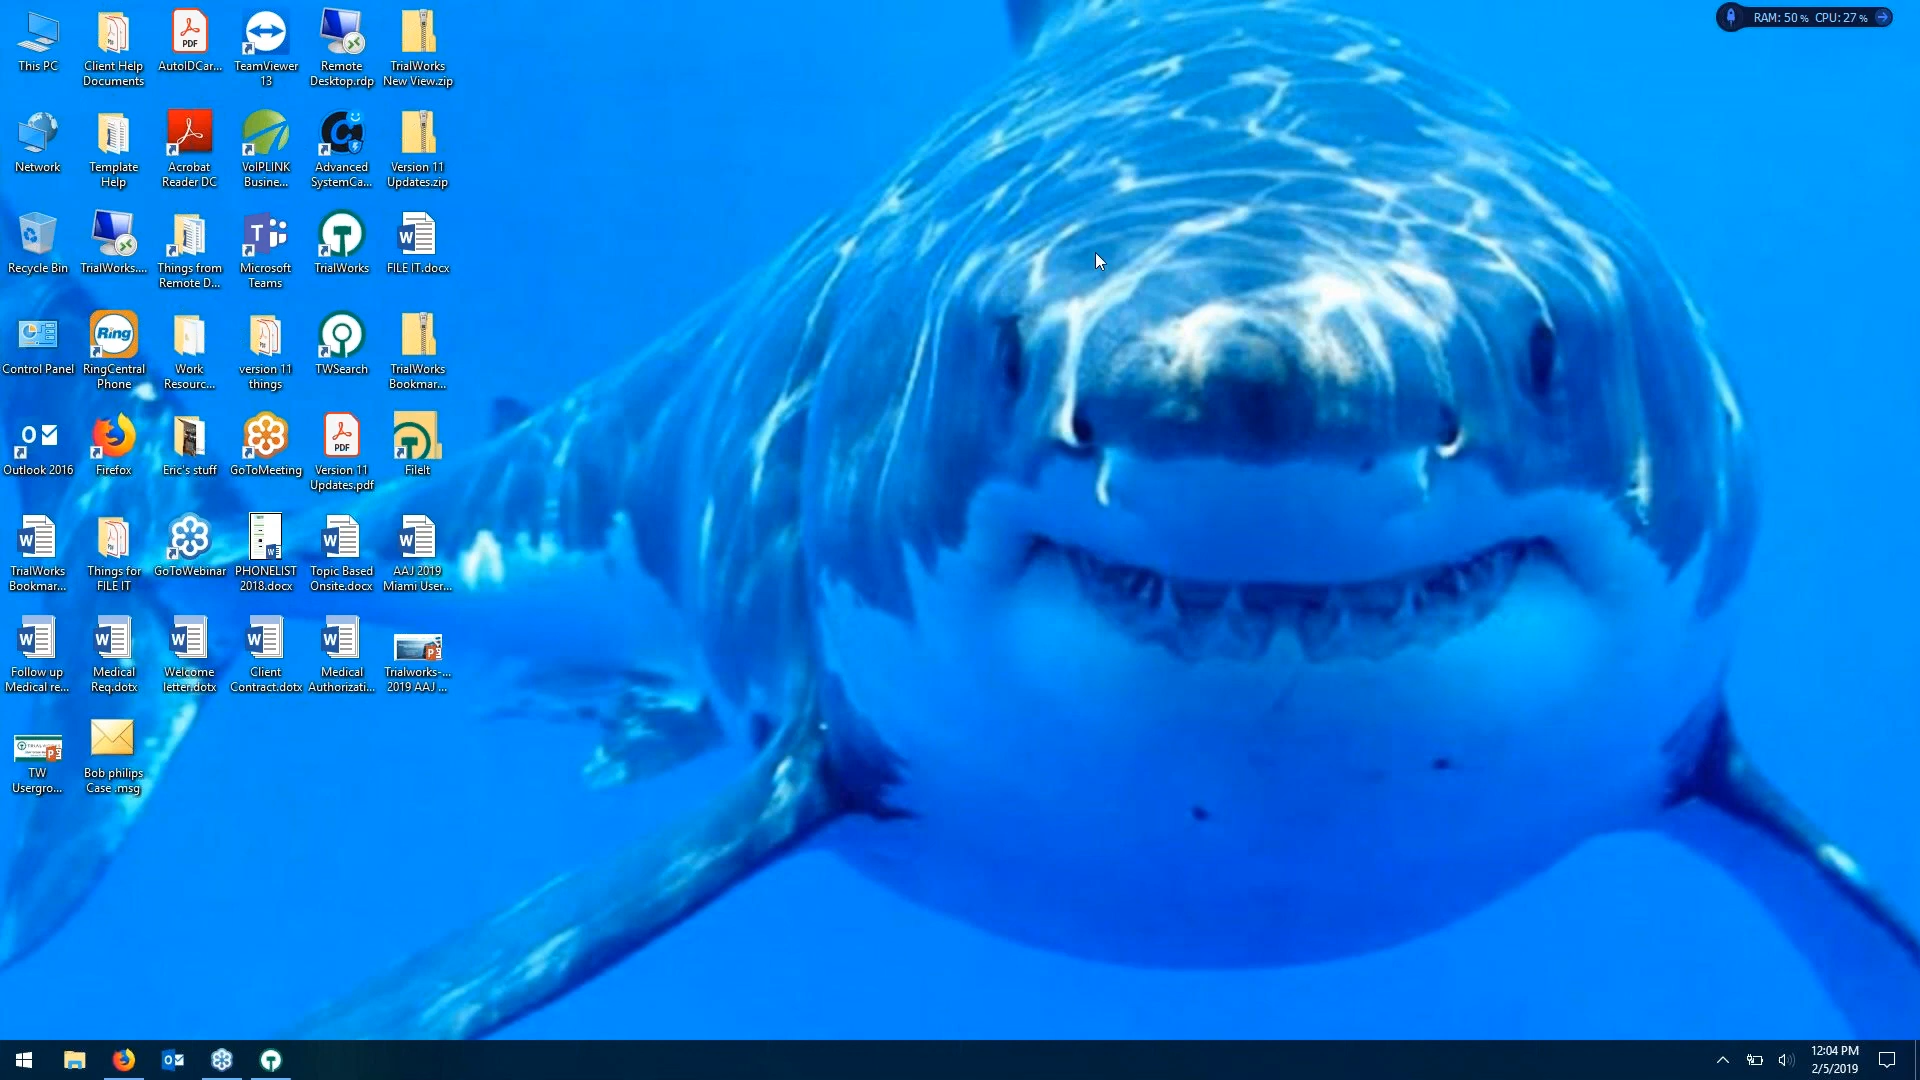 RAM: 50 % CPU: 27 %
This PC
Client Help
Documents
AutoIDCar...
TeamViewer
13
Remote
Desktop.rdp
TrialWorks
New View.zip
Network
Template
Help
Acrobat
Reader DC
VoIPLINK
Busine...
Advanced
SystemCa...
Version 11
Updates.zip
Recycle Bin
TrialWorks....
Things from
Remote D...
Microsoft
Teams
TrialWorks
FILE IT.docx
Control Panel
Ring
RingCentral
Phone
Work
Resourc...
version 11
things
TWSearch
TrialWorks
Bookmar...
Outlook 2016
Firefox
Eric's stuff
GoToMeeting
Version 11
Updates.pdf
FileIt
TrialWorks
Bookmar...
Things for
FILE IT
GoToWebinar
PHONELIST
2018.docx
Topic Based
Onsite.docx
AAJ 2019
Miami User...
Follow up
Medical re...
Medical
Req.dotx
Welcome
letter.dotx
Client
Contract.dotx
Medical
Authorizati...
Trialworks-...
2019 AAJ ...
TW
Usergro...
Bob philips
Case .msg
12:04 PM
2/5/2019